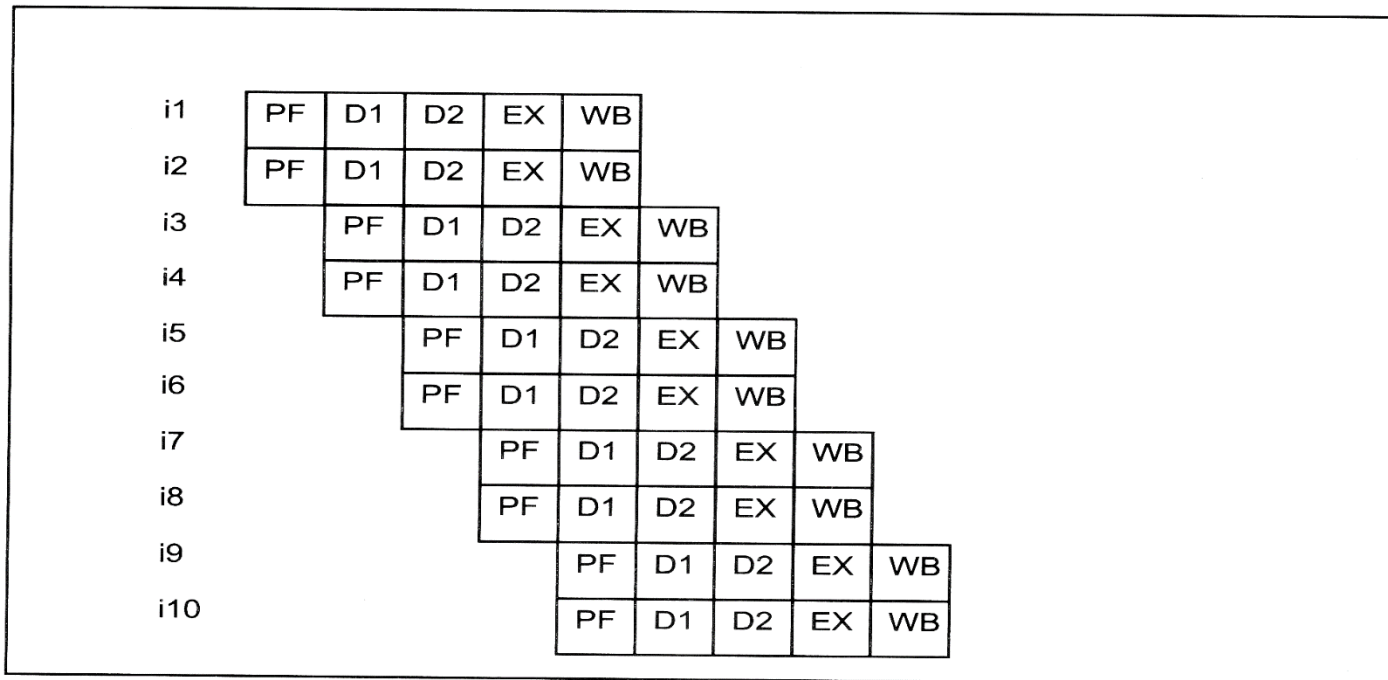 i1 PF D1 D2 EX WB
i2 PF D1 D2 EX WB
i3 PF D1 D2 EX WB
i4 PF D1 D2 EX WB
i5 PF D1 D2 EX WB
i6 PF D1 D2 EX WB
i7 PF D1 D2 EX WB
i8 PF D1 D2 EX WB
i9 PF D1 D2 EX WB
i10 PF D1 D2 EX WB